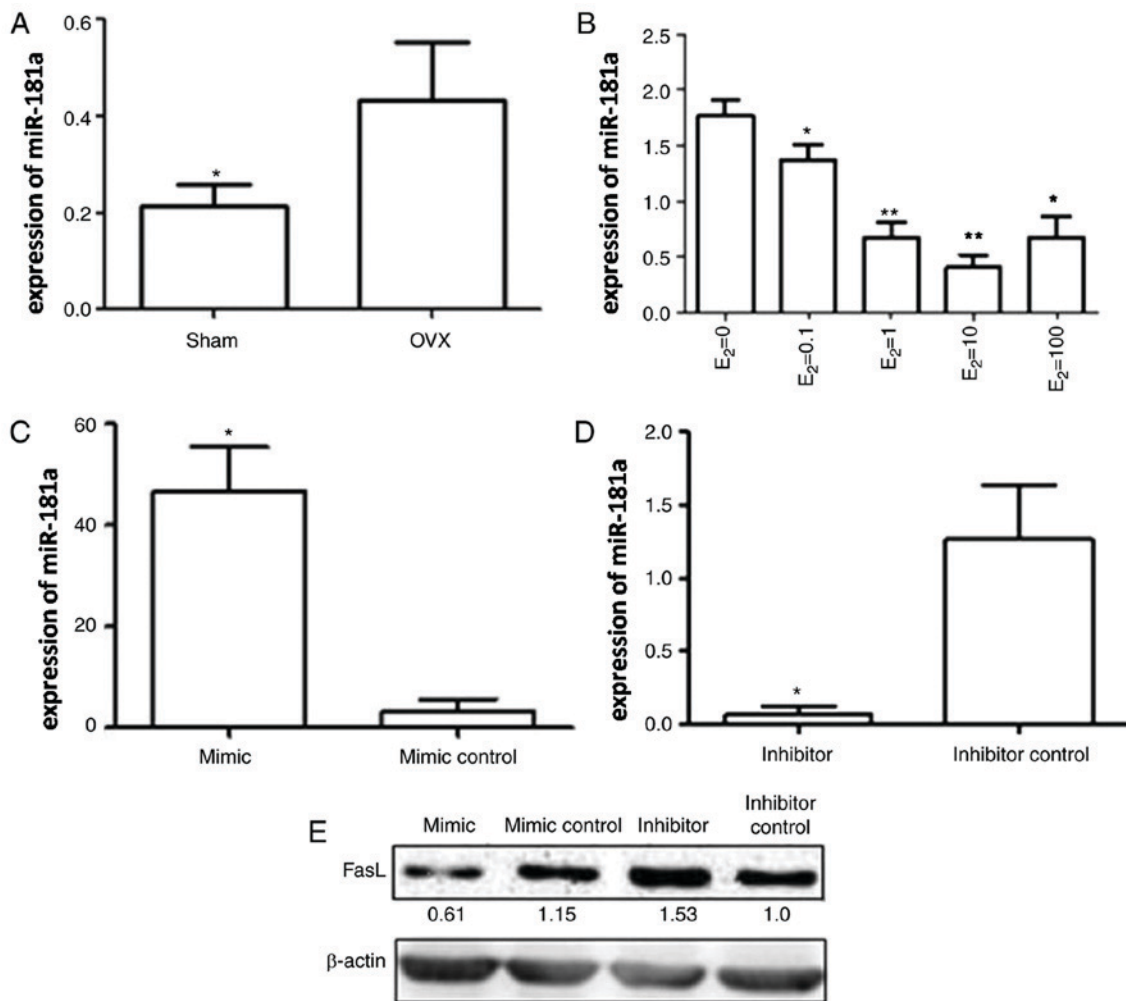 A
expression of miR-181a
0.6
0.4
0.2
0.0
*
Sham
OVX
B
expression of miR-181a
2.5
2.0
1.5
1.0
0.5
0.0
*
**
**
*
E₂=0
E₂=0.1
E₂=1
E₂=10
E₂=100
C
expression of miR-181a
60
40
20
0
*
Mimic
Mimic control
D
expression of miR-181a
2.0
1.5
1.0
0.5
0.0
*
Inhibitor
Inhibitor control
E
Mimic
Mimic control
Inhibitor
Inhibitor
control
FasL
0.61
1.15
1.53
1.0
β-actin